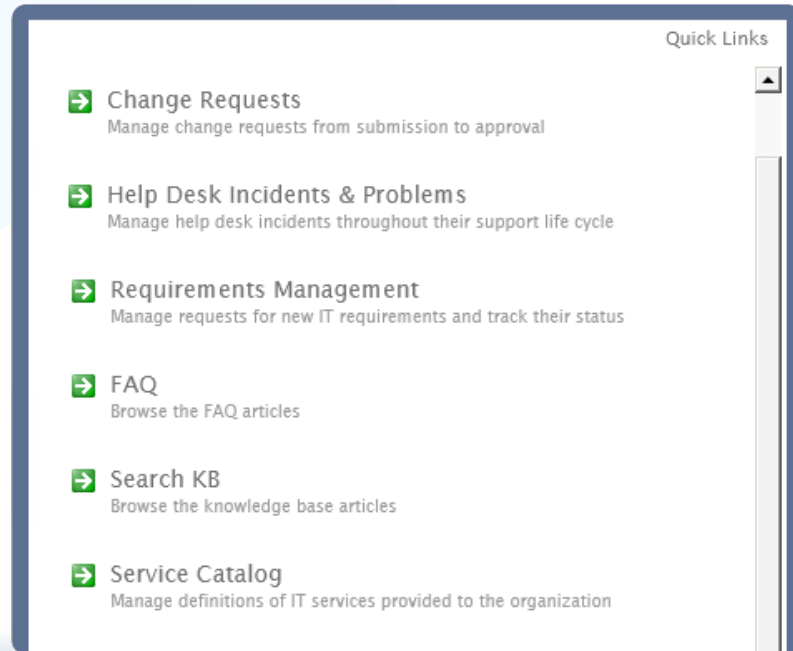 Quick Links
Change Requests
Manage change requests from submission to approval
Help Desk Incidents & Problems
Manage help desk incidents throughout their support life cycle
Requirements Management
Manage requests for new IT requirements and track their status
FAQ
Browse the FAQ articles
Search KB
Browse the knowledge base articles
Service Catalog
Manage definitions of IT services provided to the organization